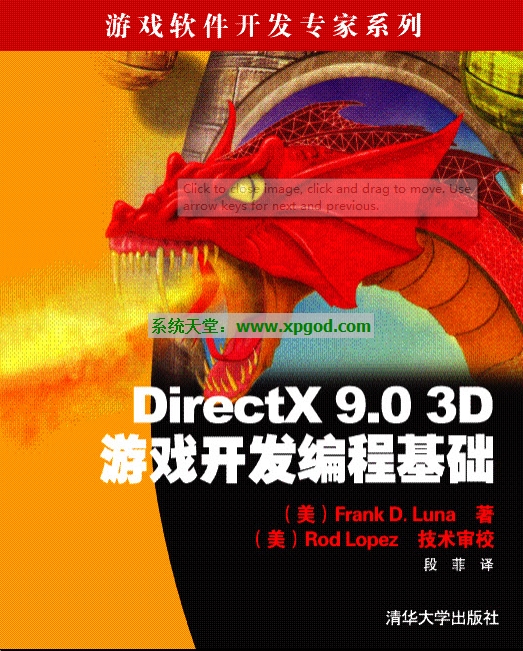 游戏软件开发专家系列
Click to close image, click and drag to move. Use
arrow keys for next and previous.
系统天堂：www.xpgod.com
DirectX 9.0 3D
游戏开发编程基础
（美）Frank D. Luna 著
（美）Rod Lopez 技术审校
段 菲 译
清华大学出版社